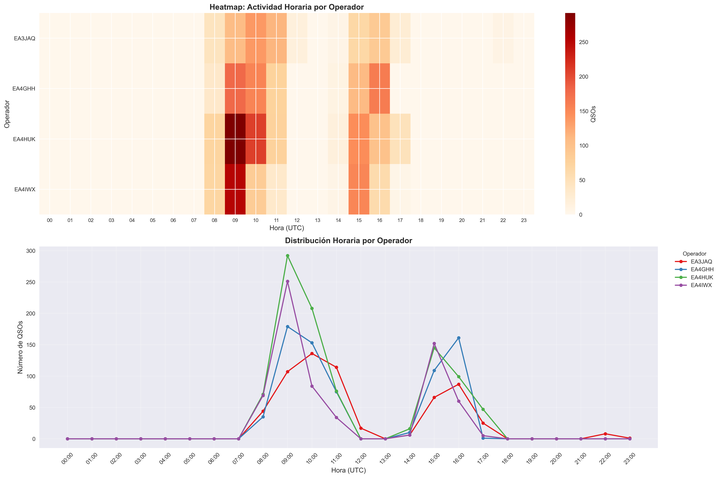 Heatmap: Actividad Horaria por Operador
EA3JAQ
EA4GHH
EA4HUK
EA4IWX
Operador
00 01 02 03 04 05 06 07 08 09 10 11 12 13 14 15 16 17 18 19 20 21 22 23
Hora (UTC)
250
200
150
100
50
0
QSOs
Distribución Horaria por Operador
300
250
200
150
100
50
0
Número de QSOs
00:00 01:00 02:00 03:00 04:00 05:00 06:00 07:00 08:00 09:00 10:00 11:00 12:00 13:00 14:00 15:00 16:00 17:00 18:00 19:00 20:00 21:00 22:00 23:00
Hora (UTC)
Operador
EA3JAQ
EA4GHH
EA4HUK
EA4IWX